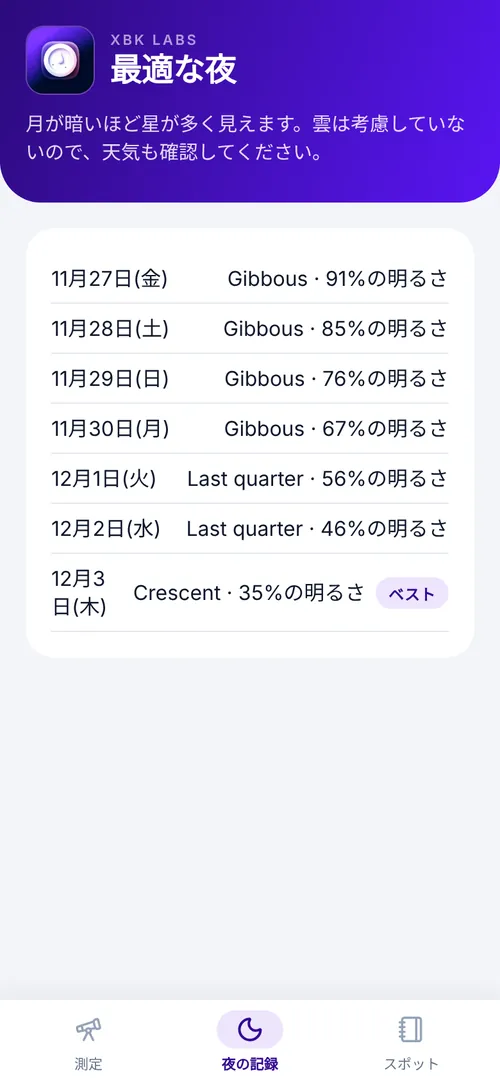 XBK LABS
最適な夜
月が暗いほど星が多く見えます。雲は考慮していな
いので、天気も確認してください。
11月27日(金) Gibbous · 91%の明るさ
11月28日(土) Gibbous · 85%の明るさ
11月29日(日) Gibbous · 76%の明るさ
11月30日(月) Gibbous · 67%の明るさ
12月1日(火) Last quarter · 56%の明るさ
12月2日(水) Last quarter · 46%の明るさ
12月3
日(木) Crescent · 35%の明るさ ベスト
測定 夜の記録 スポット